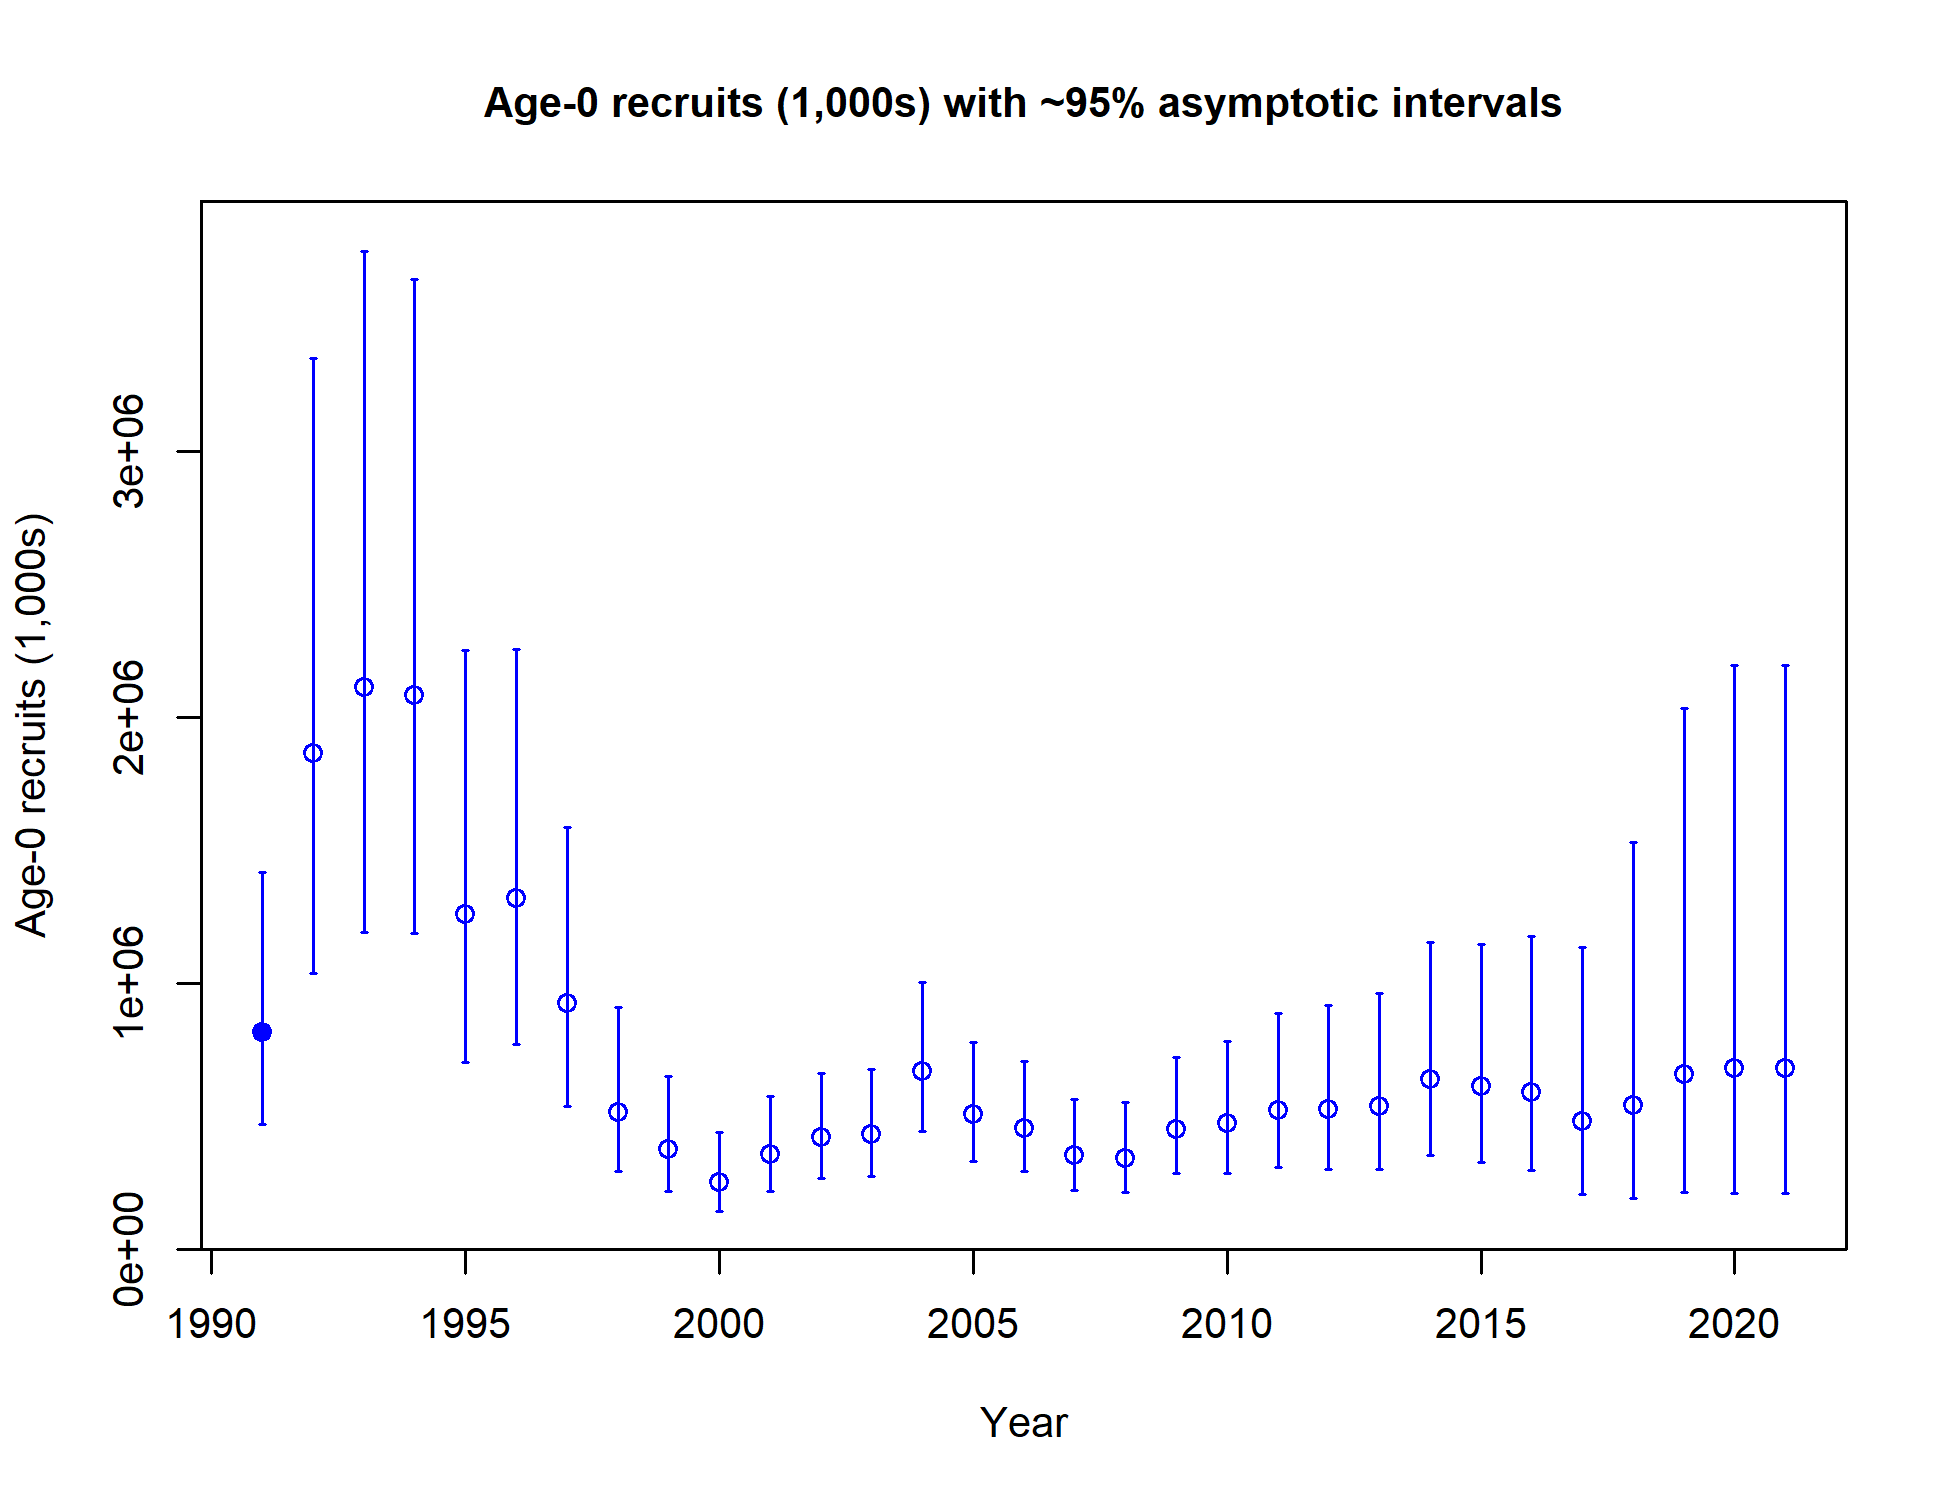 Age-0 recruits (1,000s) with ~95% asymptotic intervals
Age-0 recruits (1,000s)
3e+06
2e+06
1e+06
0e+00
1990 1995 2000 2005 2010 2015 2020
Year